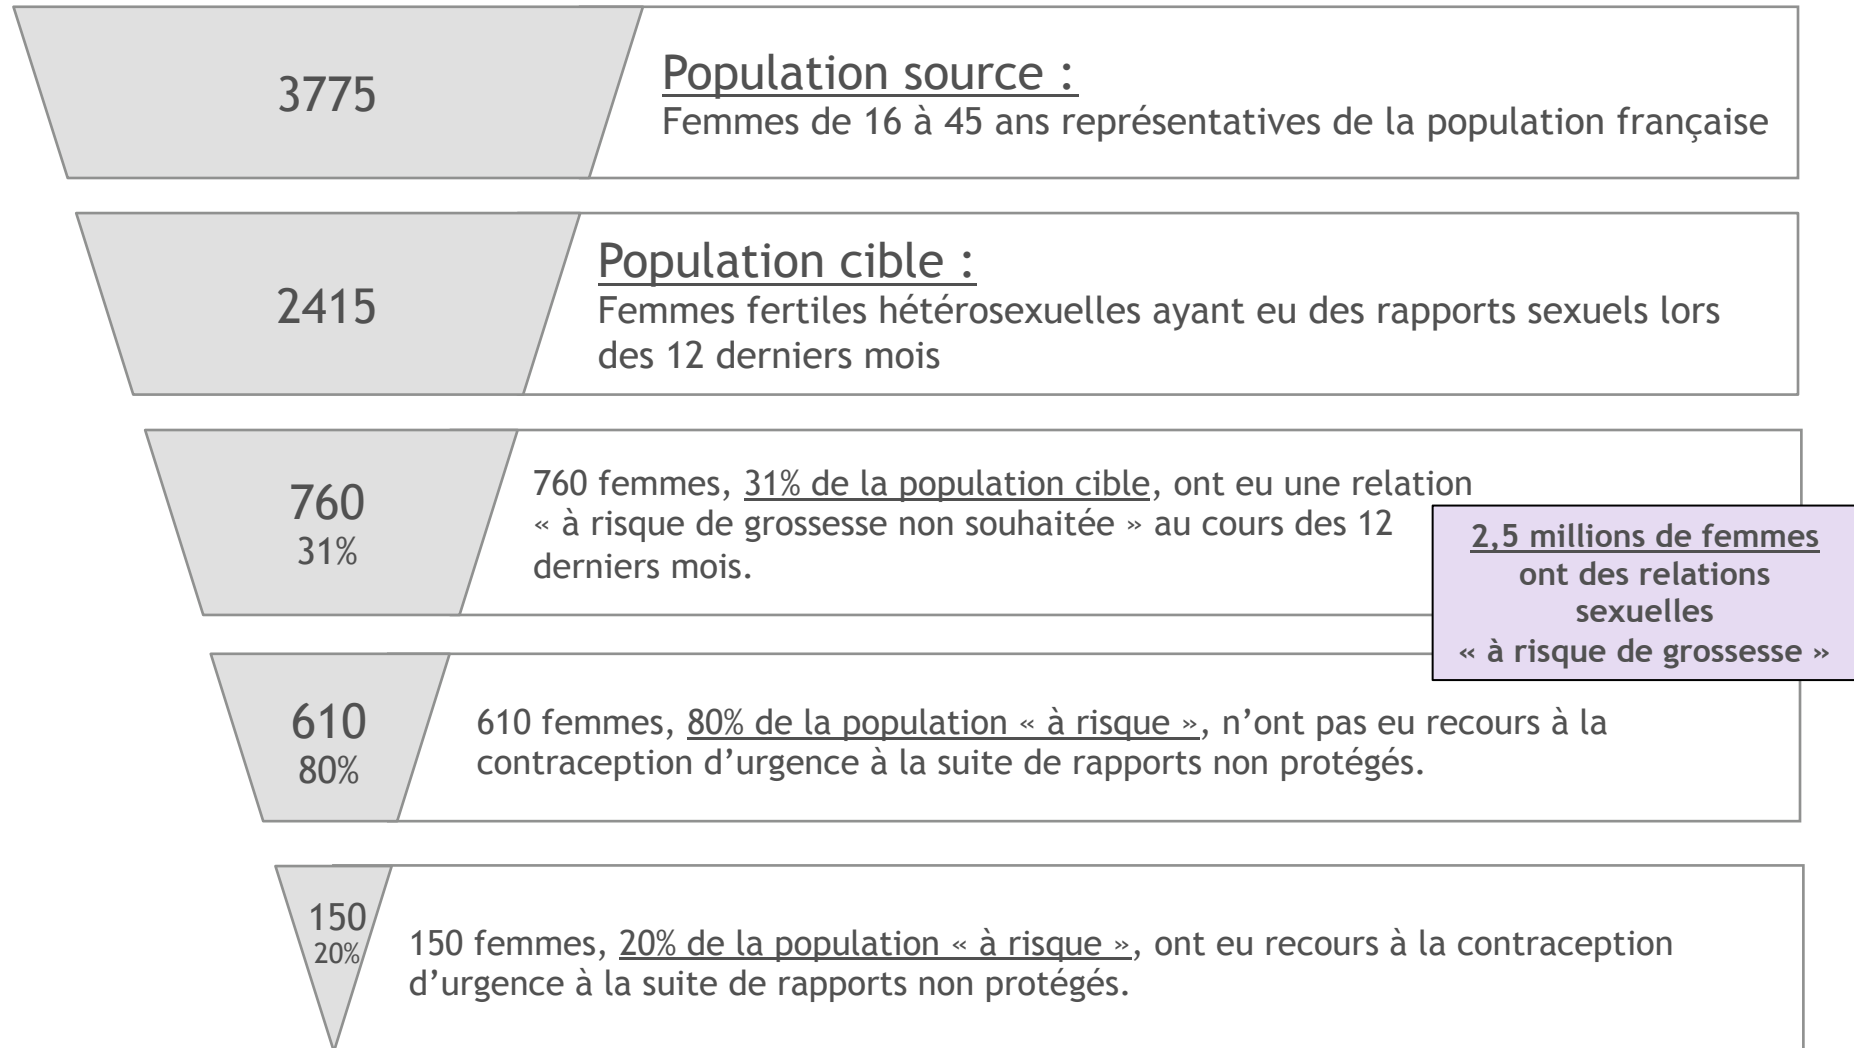 3775
Population source :
Femmes de 16 à 45 ans représentatives de la population française
2415
Population cible :
Femmes fertiles hétérosexuelles ayant eu des rapports sexuels lors
des 12 derniers mois
760
31%
760 femmes, 31% de la population cible, ont eu une relation
« à risque de grossesse non souhaitée » au cours des 12
derniers mois.
2,5 millions de femmes
ont des relations
sexuelles
« à risque de grossesse »
610
80%
610 femmes, 80% de la population « à risque », n’ont pas eu recours à la
contraception d’urgence à la suite de rapports non protégés.
150
20%
150 femmes, 20% de la population « à risque », ont eu recours à la contraception
d’urgence à la suite de rapports non protégés.